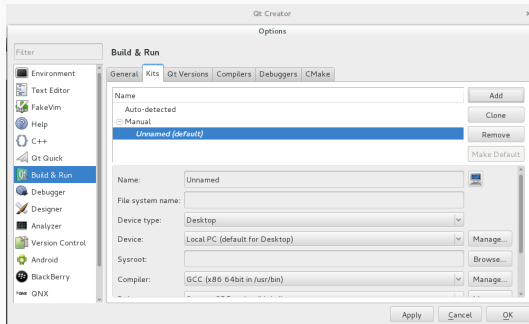 Qt Creator
Options
Filter
Build & Run
Environment
Text Editor
FakeVim
Help
C++
Qt Quick
Build & Run
Debugger
Designer
Analyzer
Version Control
Android
BlackBerry
QNX
General Kits Qt Versions Compilers Debuggers CMake
Name
Auto-detected
Manual
Unnamed (default)
Add
Clone
Remove
Make Default
Name: Unnamed
File system name:
Device type: Desktop
Device: Local PC (default for Desktop) Manage...
Sysroot: Browse...
Compiler: GCC (x86 64bit in /usr/bin) Manage...
Apply Cancel OK